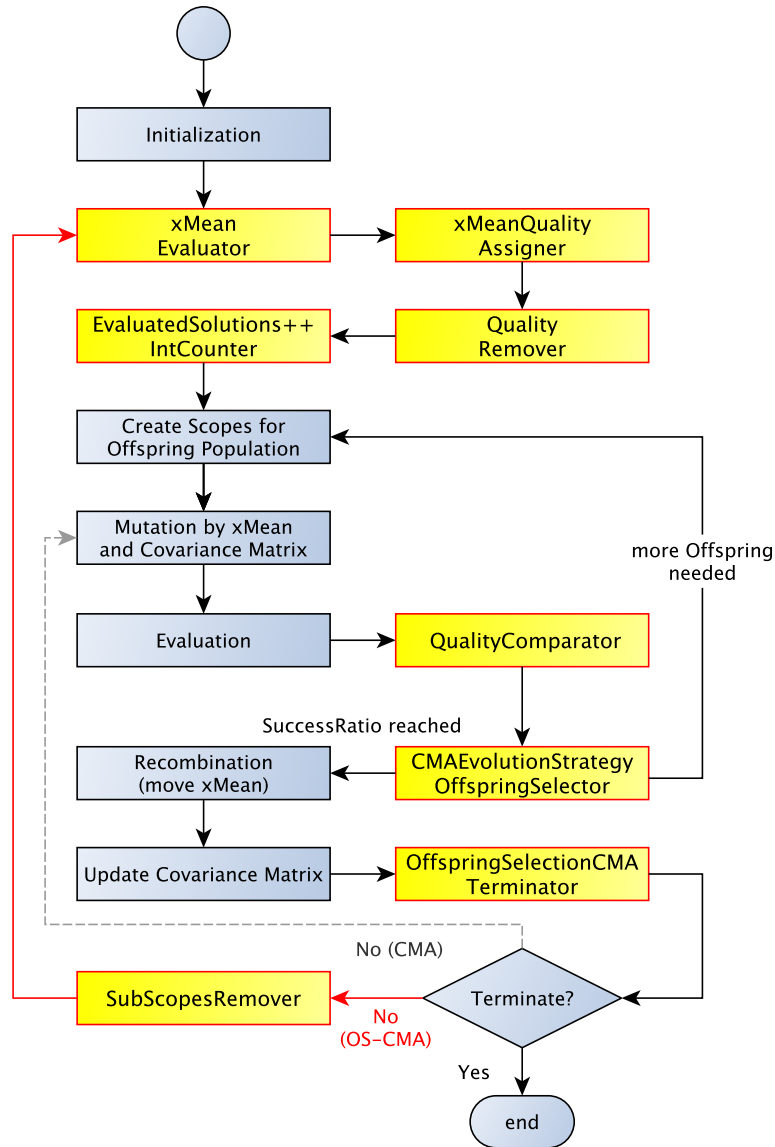 Initialization
xMean
Evaluator
xMeanQuality
Assigner
EvaluatedSolutions++
IntCounter
Quality
Remover
Create Scopes for
Offspring Population
Mutation by xMean
and Covariance Matrix
more Offspring
needed
Evaluation
QualityComparator
SuccessRatio reached
Recombination
(move xMean)
CMAEvolutionStrategy
OffspringSelector
Update Covariance Matrix
OffspringSelectionCMA
Terminator
No (CMA)
SubScopesRemover
No
(OS-CMA)
Terminate?
Yes
end